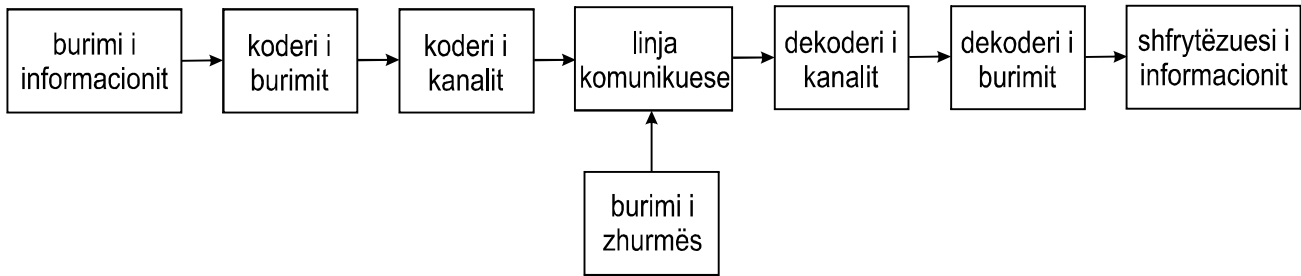 burimi i
informacionit
koderi i
burimit
koderi i
kanalit
linja
komunikuese
dekoderi i
kanalit
dekoderi i
burimit
shfrytëzuesi i
informacionit
burimi i
zhurmës